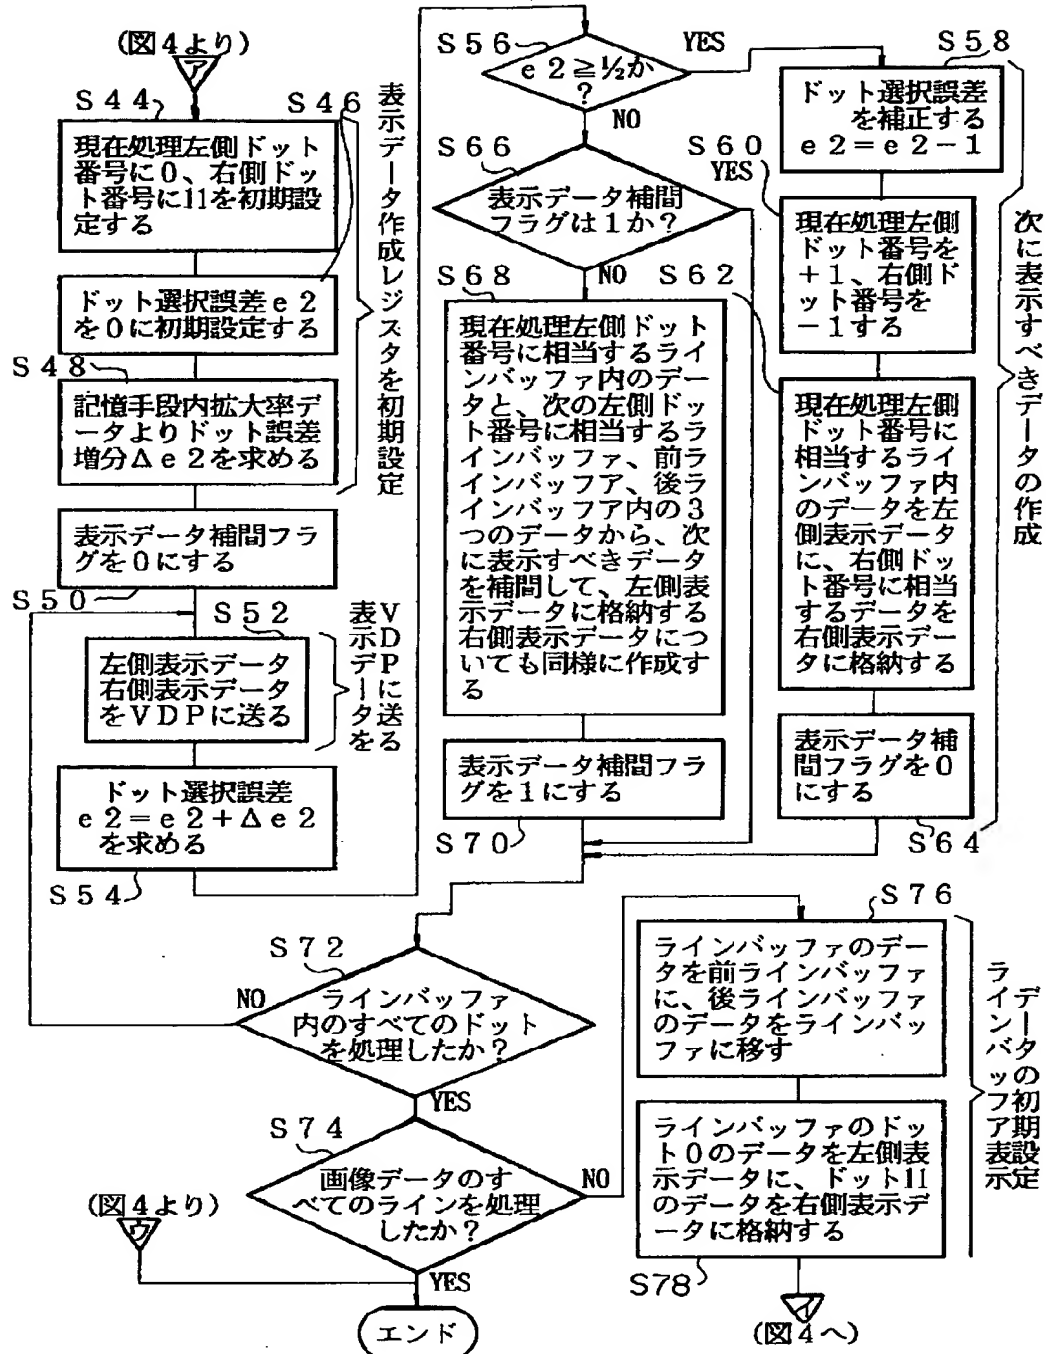 (図4より)
ア
S44
現在処理左側ドット
番号に0、右側ドッ
ト番号に11を初期設
定する
S46
ドット選択誤差e2
を0に初期設定する
S48
記憶手段内拡大率デ
ータよりドット誤差
増分Δe2を求める
表示データ作成レジスタを初期設定
表示データ補間フラ
グを0にする
S50
S52
左側表示データ
右側表示データ
をVDPに送る
VDPに送る
表示データを
ドット選択誤差
e2=e2+Δe2
を求める
S54
S56
e2≧½か
?
YES
NO
S58
ドット選択誤差
を補正する
e2=e2-1
S60
YES
現在処理左側
ドット番号を
+1、右側ド
ット番号を
-1する
S62
現在処理左側
ドット番号に
相当するライ
ンバッファ内
のデータを左
側表示データ
に、右側ドッ
ト番号に相当
するデータを
右側表示デー
タに格納する
表示データ補
間フラグを0
にする
S64
次に表示すべきデータの作成
S66
表示データ補間
フラグは1か?
NO
S68
現在処理左側ドット
番号に相当するライ
ンバッファ内のデー
タと、次の左側ドッ
ト番号に相当するラ
インバッファ、前ラ
インバッフア、後ラ
インバッフア内の3
つのデータから、次
に表示すべきデータ
を補間して、左側表
示データに格納する
右側表示データにつ
いても同様に作成す
る
表示データ補間フラ
グを1にする
S70
S72
ラインバッファ
内のすべてのドット
を処理したか?
NO
YES
S74
画像データのす
べてのラインを処理
したか?
NO
YES
(図4より)
ウ
エンド
S76
ラインバッファのデー
タを前ラインバッファ
に、後ラインバッファ
のデータをラインバッ
ファに移す
ラインバッファのドッ
ト0のデータを左側表
示データに、ドット11
のデータを右側表示デ
ータに格納する
S78
ラインバッフア表示
データの初期設定
イ
(図4へ)